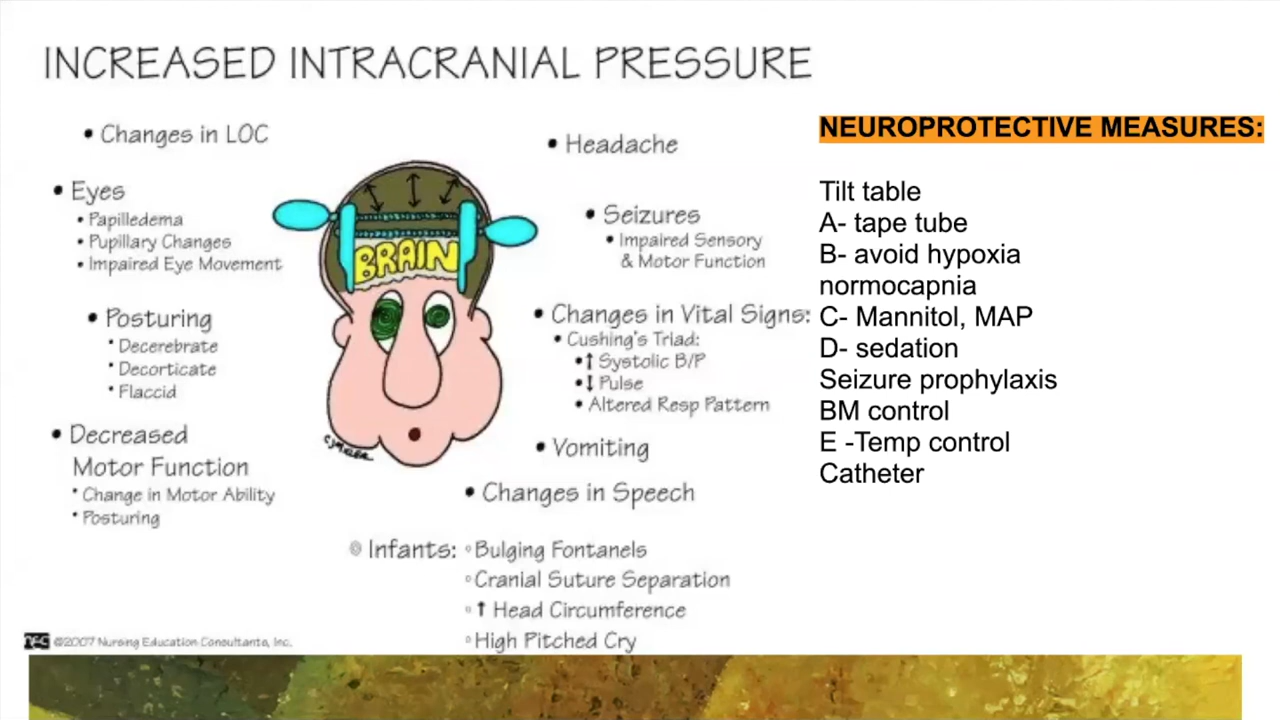 INCREASED INTRACRANIAL PRESSURE
• Changes in LOC
• Eyes
• Papilledema
• Pupillary Changes
• Impaired Eye Movement
• Posturing
• Decerebrate
• Decorticate
• Flaccid
• Decreased
Motor Function
• Change in Motor Ability
• Posturing
BRAIN
• Headache
• Seizures
• Impaired Sensory
& Motor Function
• Changes in Vital Signs:
• Cushing's Triad:
•↑ Systolic B/P
•↓ Pulse
• Altered Resp Pattern
• Vomiting
• Changes in Speech
Infants:
Bulging Fontanels
Cranial Suture Separation
↑ Head Circumference
High Pitched Cry
©2007 Nursing Education Consultants, Inc.
NEUROPROTECTIVE MEASURES:
Tilt table
A- tape tube
B- avoid hypoxia
normocapnia
C- Mannitol, MAP
D- sedation
Seizure prophylaxis
BM control
E -Temp control
Catheter